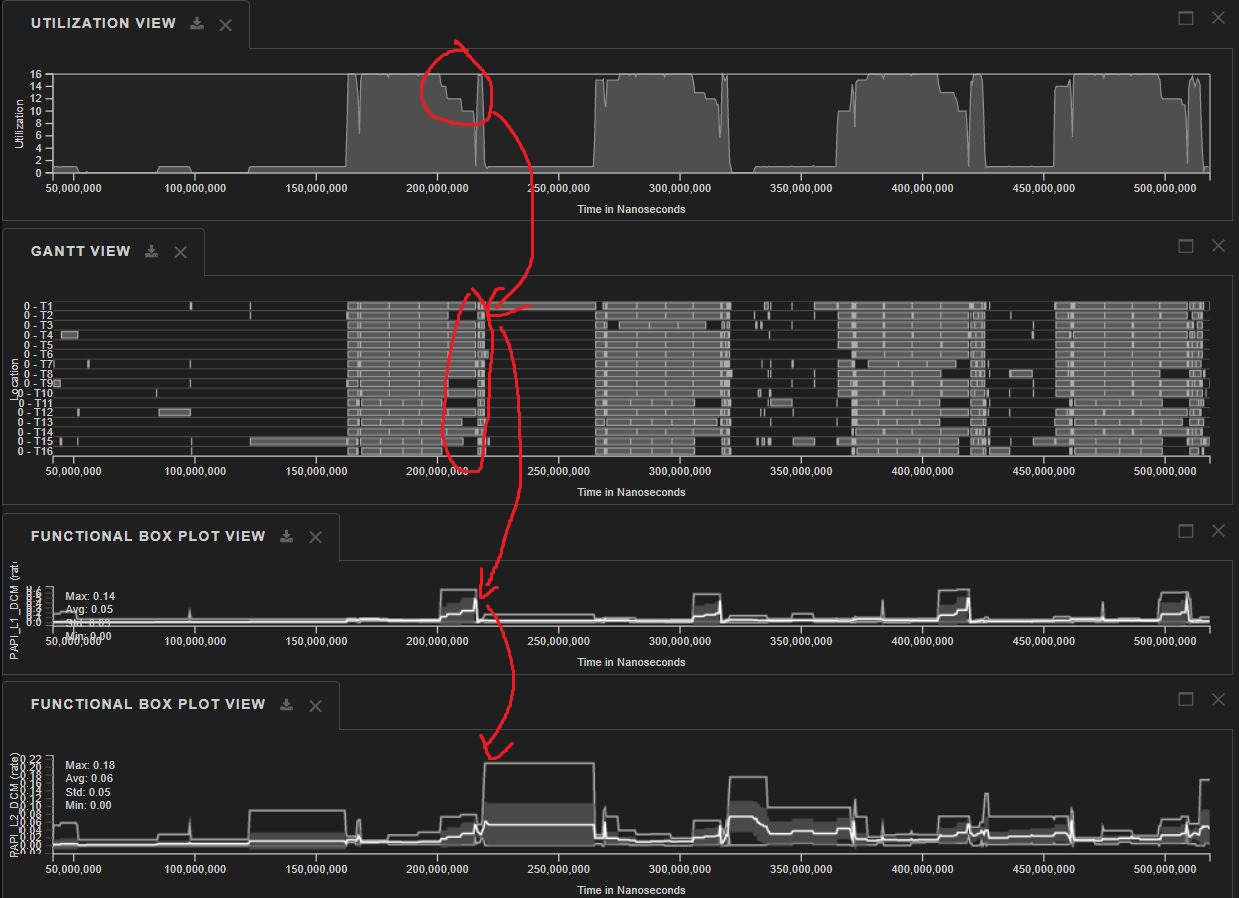 UTILIZATION VIEW
16
14
12
10
8
6
4
2
0
Utilization
50,000,000 100,000,000 150,000,000 200,000,000 250,000,000 300,000,000 350,000,000 400,000,000 450,000,000 500,000,000
Time in Nanoseconds
GANTT VIEW
0 - T1
0 - T2
0 - T3
0 - T4
0 - T5
0 - T6
0 - T7
0 - T8
0 - T9
0 - T10
0 - T11
0 - T12
0 - T13
0 - T14
0 - T15
0 - T16
Location
50,000,000 100,000,000 150,000,000 200,000,000 250,000,000 300,000,000 350,000,000 400,000,000 450,000,000 500,000,000
Time in Nanoseconds
FUNCTIONAL BOX PLOT VIEW
PAPI_L1_DCM (rate)
0.0
Max: 0.14
Avg: 0.05
Std: 0.03
Min: 0.00
50,000,000 100,000,000 150,000,000 200,000,000 250,000,000 300,000,000 350,000,000 400,000,000 450,000,000 500,000,000
Time in Nanoseconds
FUNCTIONAL BOX PLOT VIEW
PAPI_L2_DCM (rate)
0.22
0.20
0.18
0.16
0.14
0.12
0.10
0.08
0.06
0.04
0.02
0.00
Max: 0.18
Avg: 0.06
Std: 0.05
Min: 0.00
50,000,000 100,000,000 150,000,000 200,000,000 250,000,000 300,000,000 350,000,000 400,000,000 450,000,000 500,000,000
Time in Nanoseconds